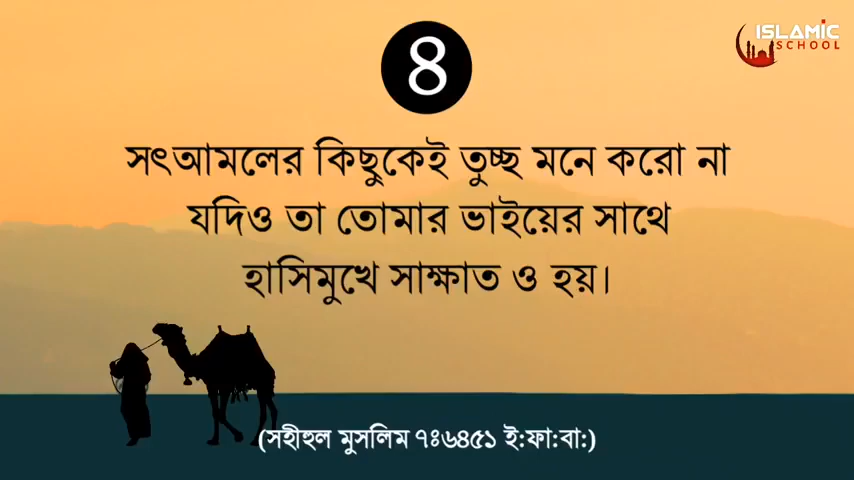 ISLAMIC
SCHOOL
৪
সৎআমলের কিছুকেই তুচ্ছ মনে করো না
যদিও তা তোমার ভাইয়ের সাথে
হাসিমুখে সাক্ষাত ও হয়।
(সহীহুল মুসলিম ৭ঃ৬৪৫১ ই:ফা:বা:)